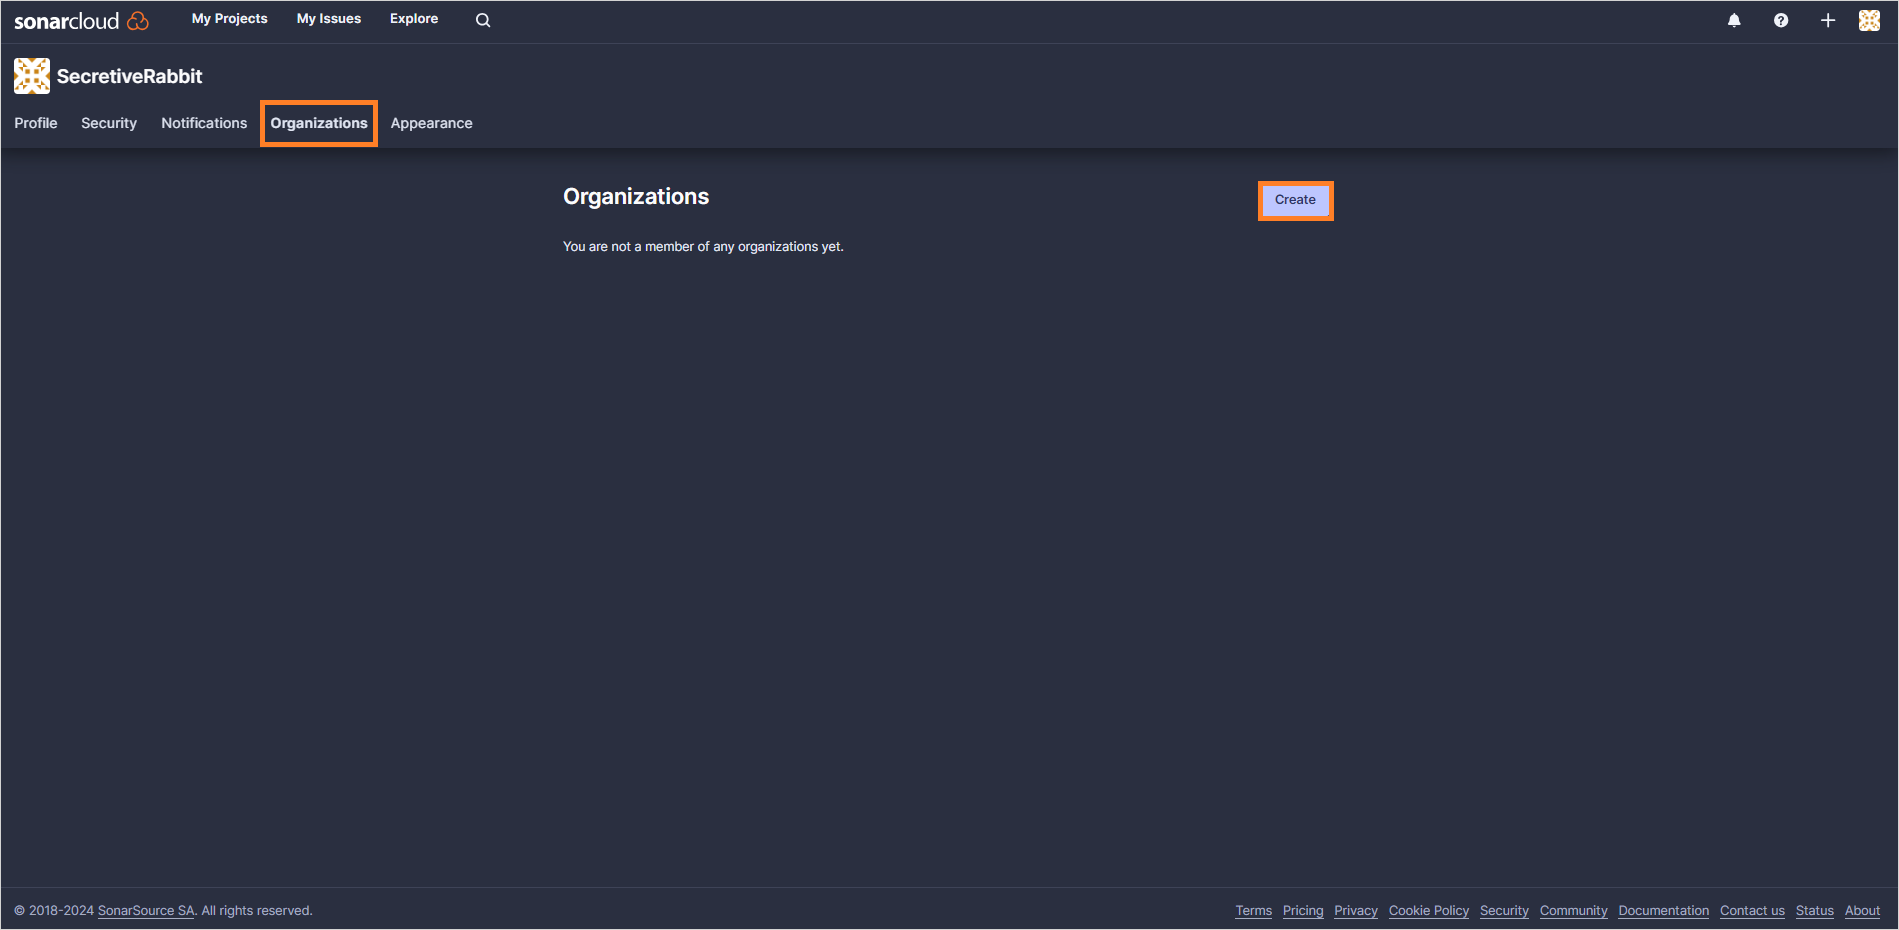 sonarcloud My Projects My Issues Explore
SecretiveRabbit
Profile Security Notifications Organizations Appearance
Organizations Create
You are not a member of any organizations yet.
© 2018-2024 SonarSource SA. All rights reserved. Terms Pricing Privacy Cookie Policy Security Community Documentation Contact us Status About